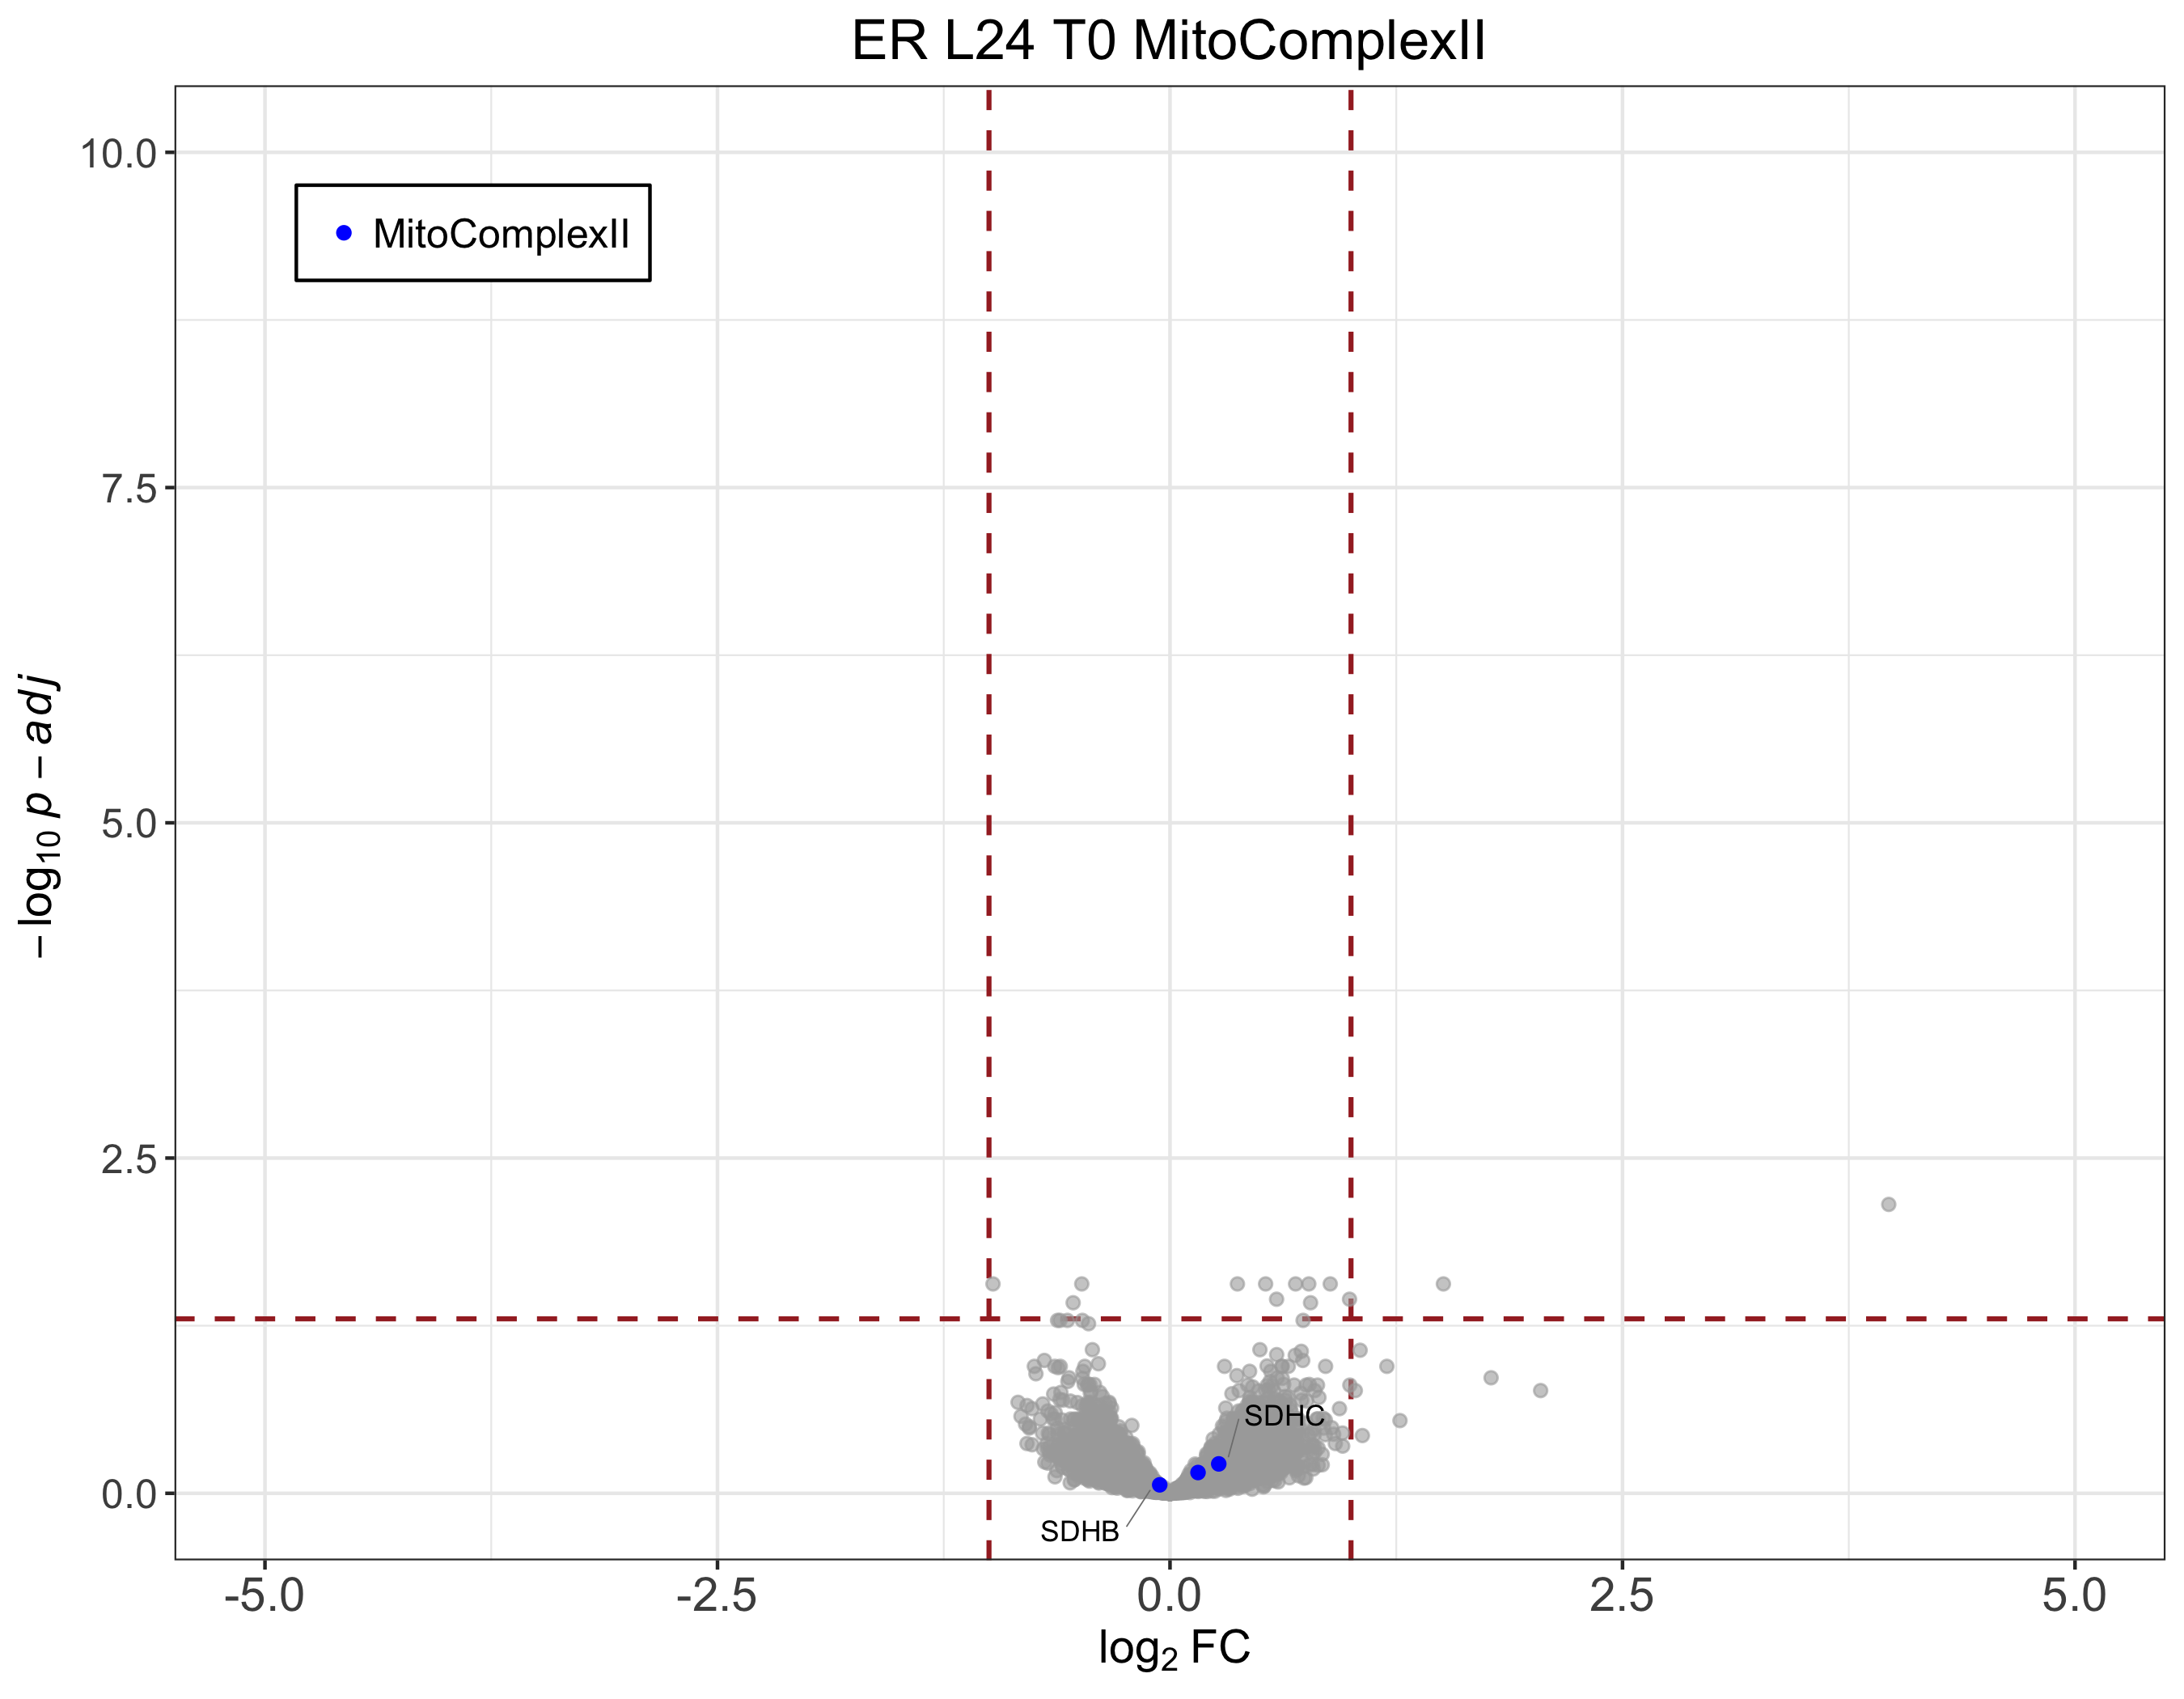 ER L24 T0 MitoComplexII
10.0
MitoComplexII
7.5
5.0
2.5
0.0
−log10 p − adj
SDHC
SDHB
-5.0 -2.5 0.0 2.5 5.0
log2 FC